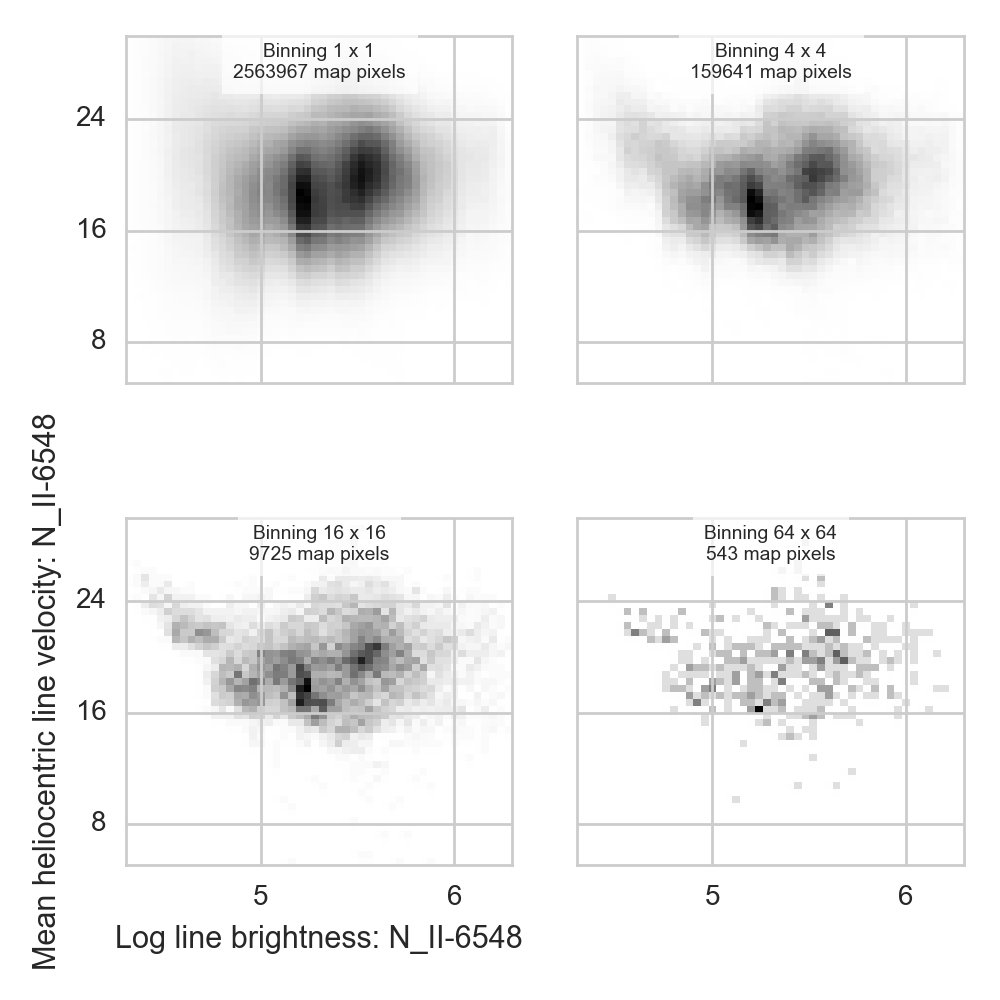 Binning 1 x 1
2563967 map pixels
Binning 4 x 4
159641 map pixels
24
16
8
Mean heliocentric line velocity: N_II-6548
Binning 16 x 16
9725 map pixels
Binning 64 x 64
543 map pixels
24
16
8
5
6
5
6
Log line brightness: N_II-6548